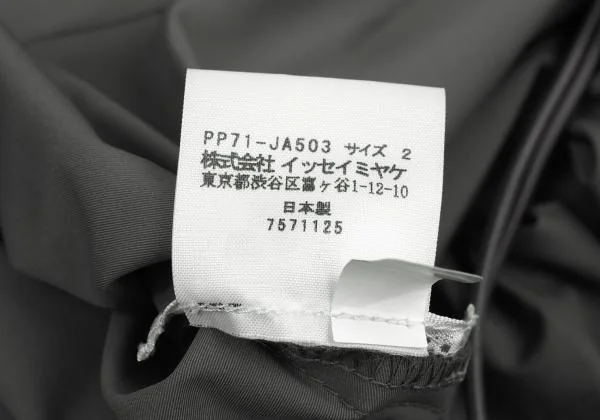 PP71-JA503 サイズ 2
株式会社 イッセイミヤケ
東京都渋谷区富ヶ谷1-12-10
日本製
7571125